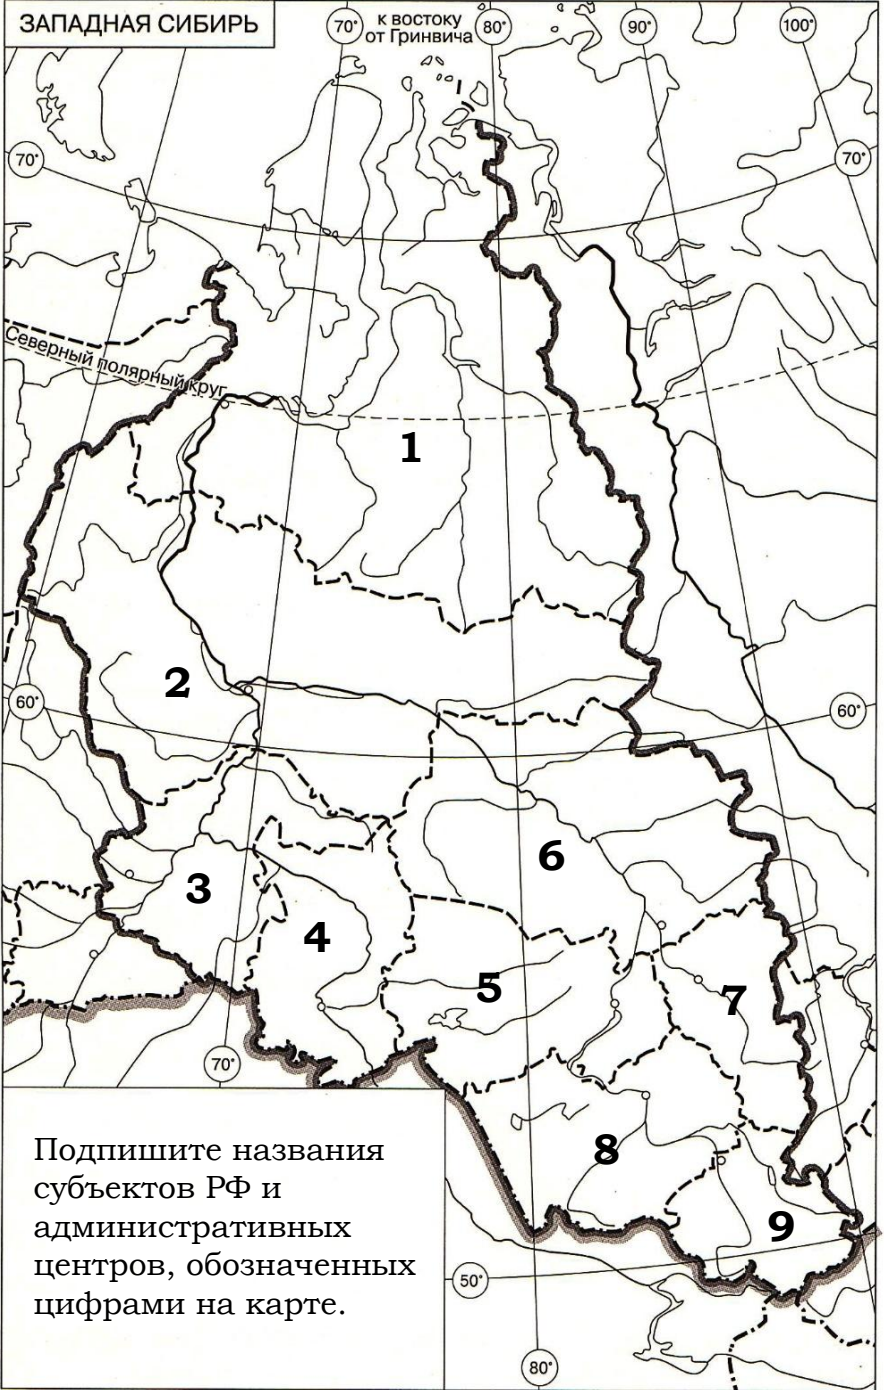 ЗАПАДНАЯ СИБИРЬ
70°
к востоку
от Гринвича
80°
90°
100°
70°
70°
Северный полярный круг
1
2
60°
60°
3
4
5
6
7
70°
8
9
Подпишите названия
субъектов РФ и
административных
центров, обозначенных
цифрами на карте.
50°
80°